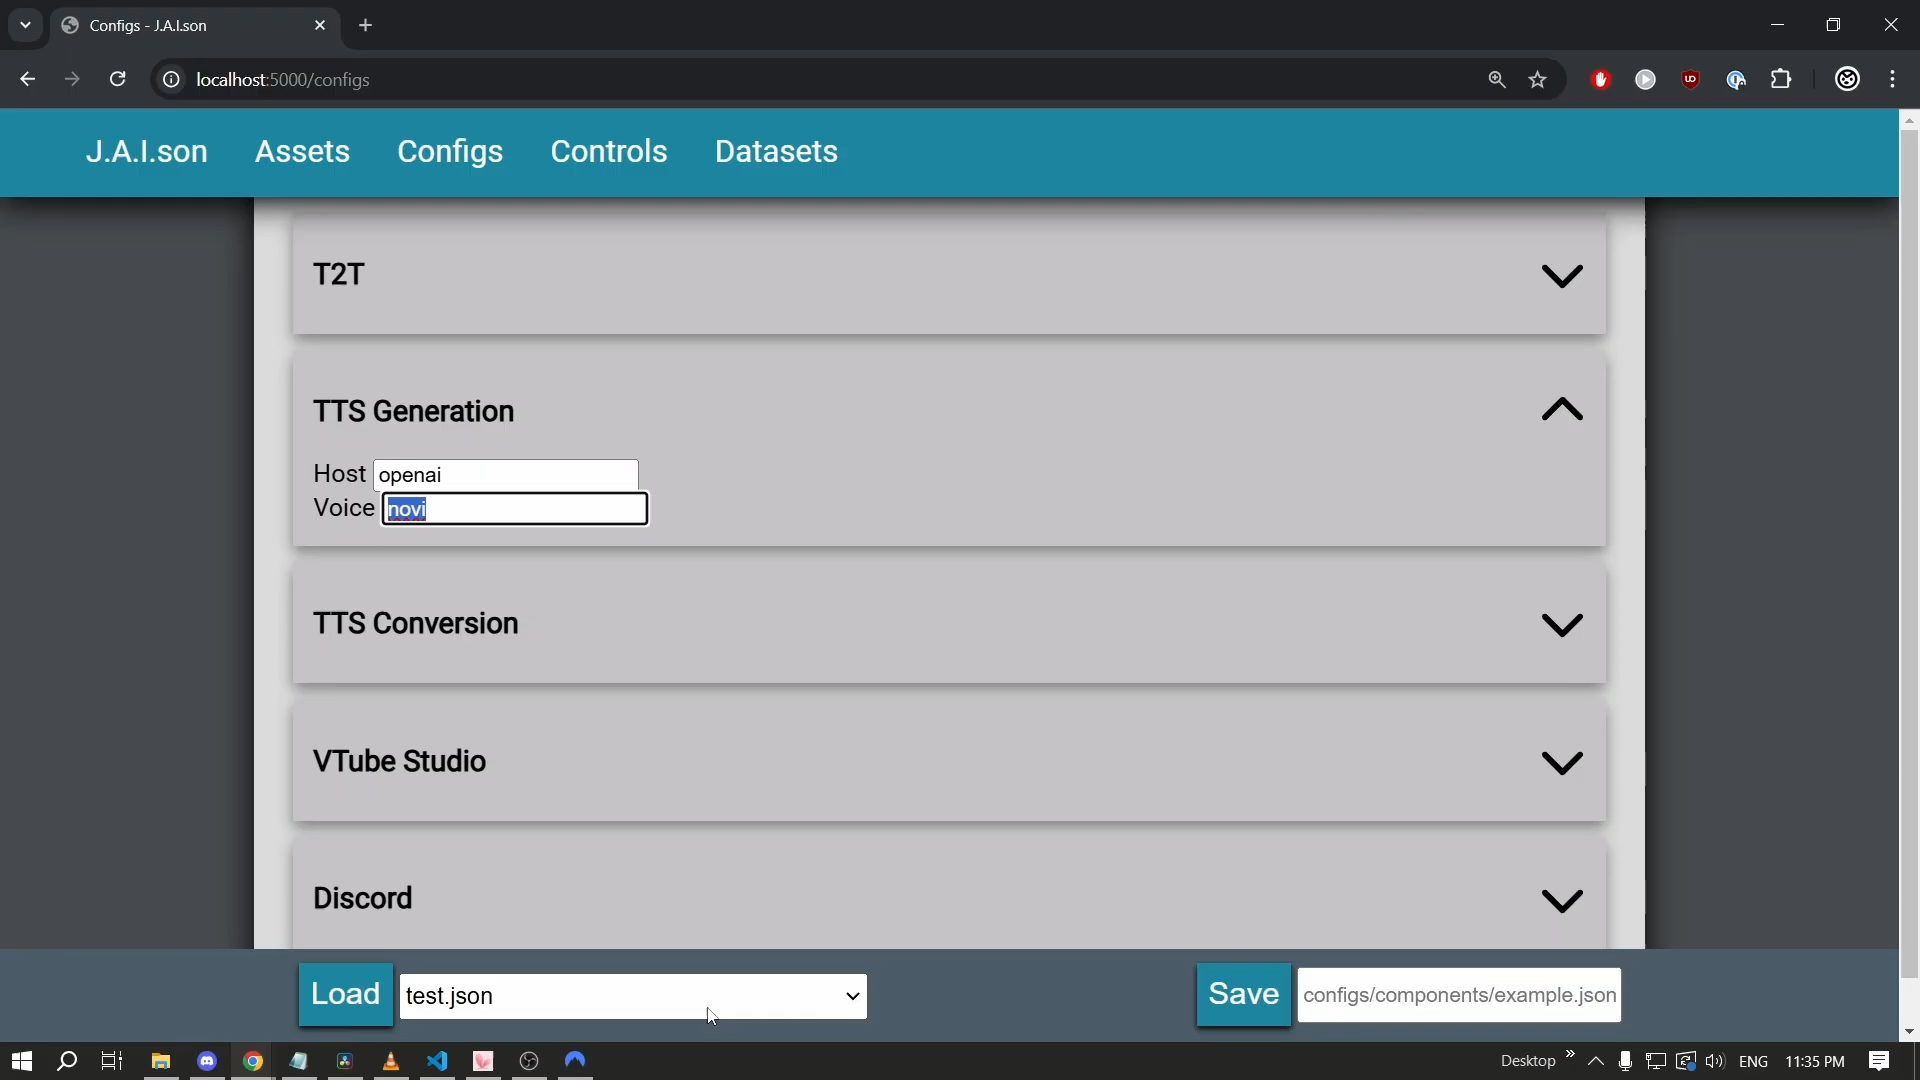 Configs - J.A.I.son
localhost:5000/configs
J.A.I.son Assets Configs Controls Datasets
T2T
TTS Generation
Host openai
Voice novi
TTS Conversion
VTube Studio
Discord
Load test.json Save configs/components/example.json
Desktop ENG 11:35 PM